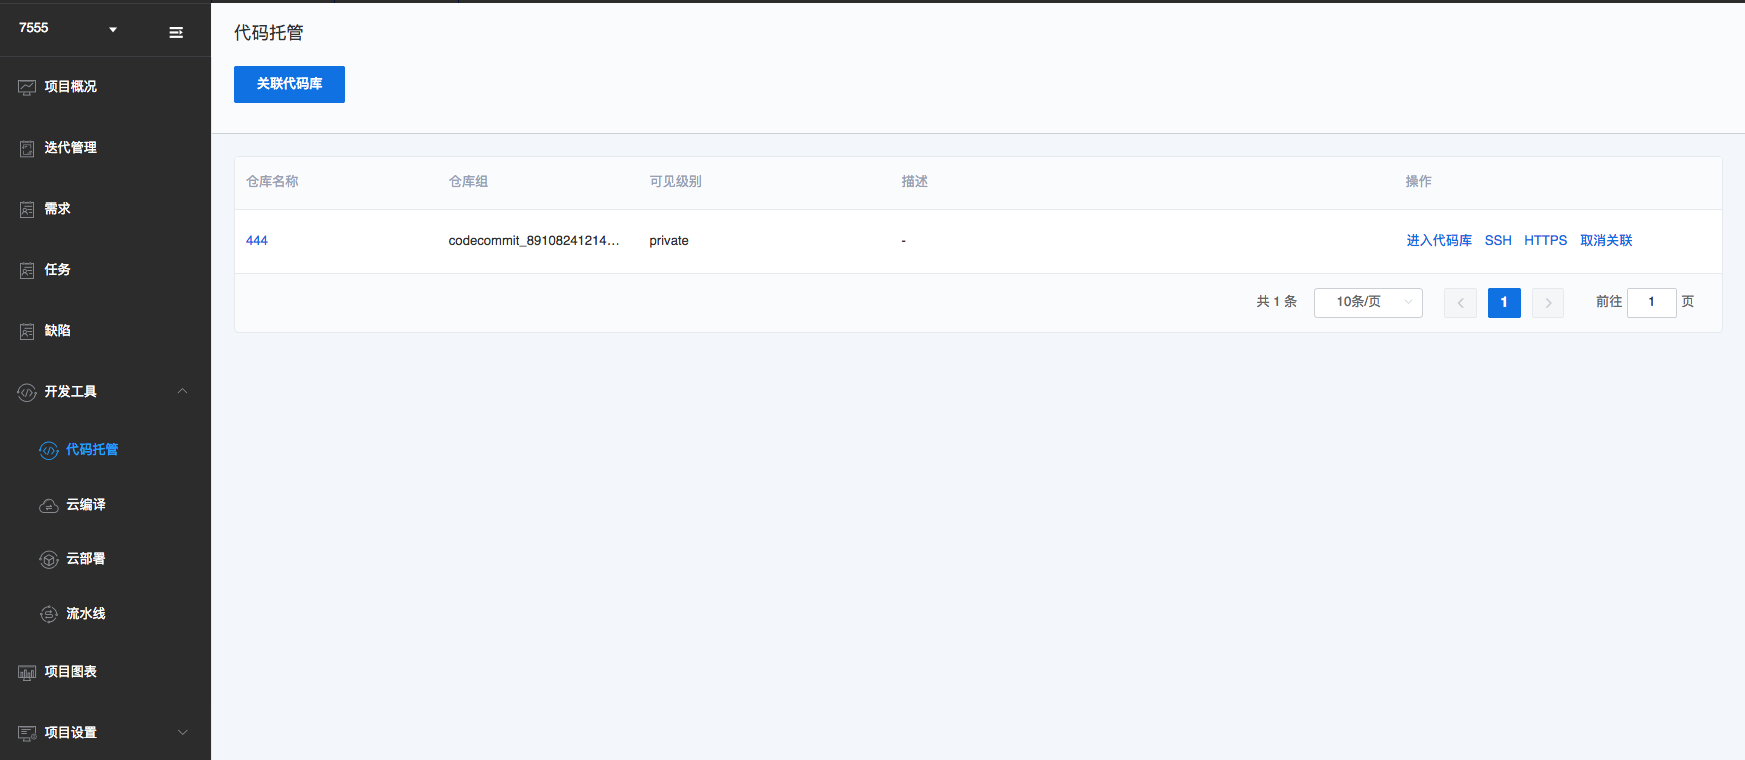 7555
项目概况
迭代管理
需求
任务
缺陷
开发工具
代码托管
云编译
云部署
流水线
项目图表
项目设置
代码托管
关联代码库
仓库名称 仓库组 可见级别 描述 操作
444 codecommit_89108241214... private - 进入代码库 SSH HTTPS 取消关联
共 1 条 10条/页 1 前往 1 页